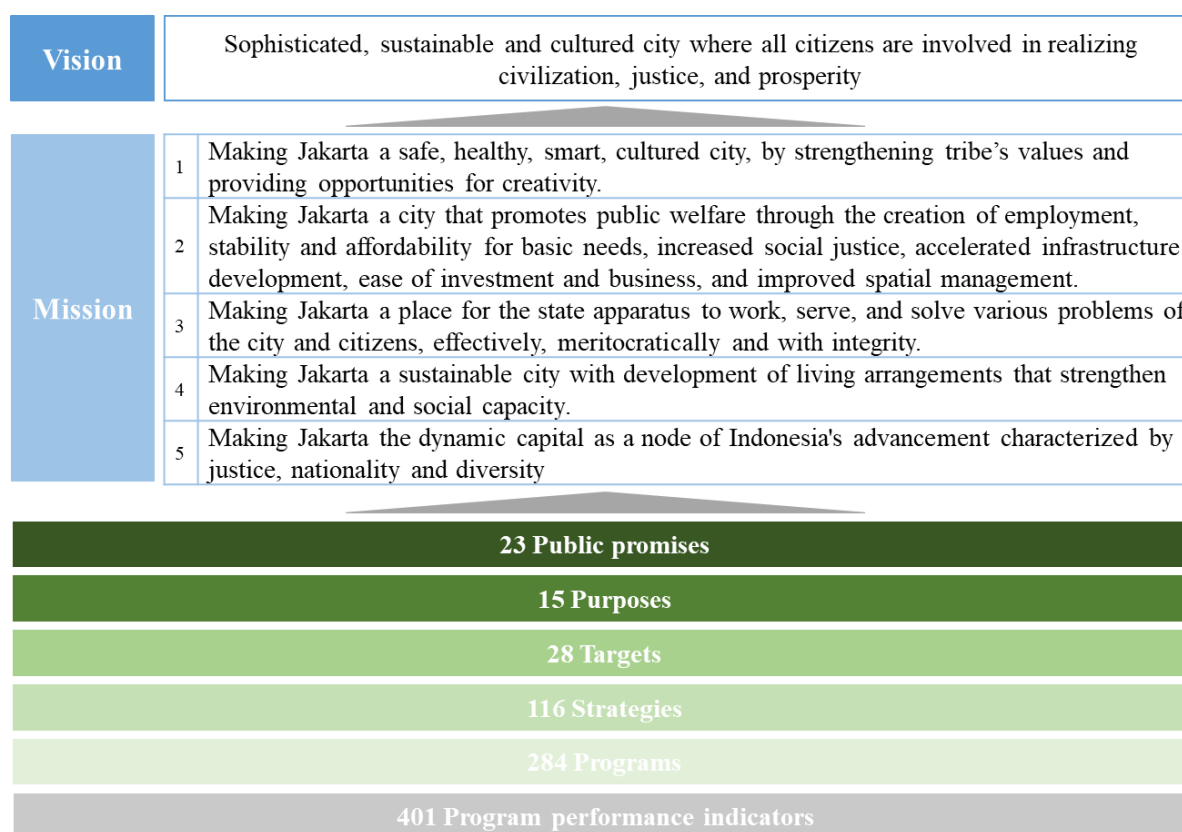 Vision
Sophisticated, sustainable and cultured city where all citizens are involved in realizing
civilization, justice, and prosperity
Mission
1
Making Jakarta a safe, healthy, smart, cultured city, by strengthening tribe’s values and
providing opportunities for creativity.
2
Making Jakarta a city that promotes public welfare through the creation of employment,
stability and affordability for basic needs, increased social justice, accelerated infrastructure
development, ease of investment and business, and improved spatial management.
3
Making Jakarta a place for the state apparatus to work, serve, and solve various problems of
the city and citizens, effectively, meritocratically and with integrity.
4
Making Jakarta a sustainable city with development of living arrangements that strengthen
environmental and social capacity.
5
Making Jakarta the dynamic capital as a node of Indonesia's advancement characterized by
justice, nationality and diversity
23 Public promises
15 Purposes
28 Targets
116 Strategies
284 Programs
401 Program performance indicators